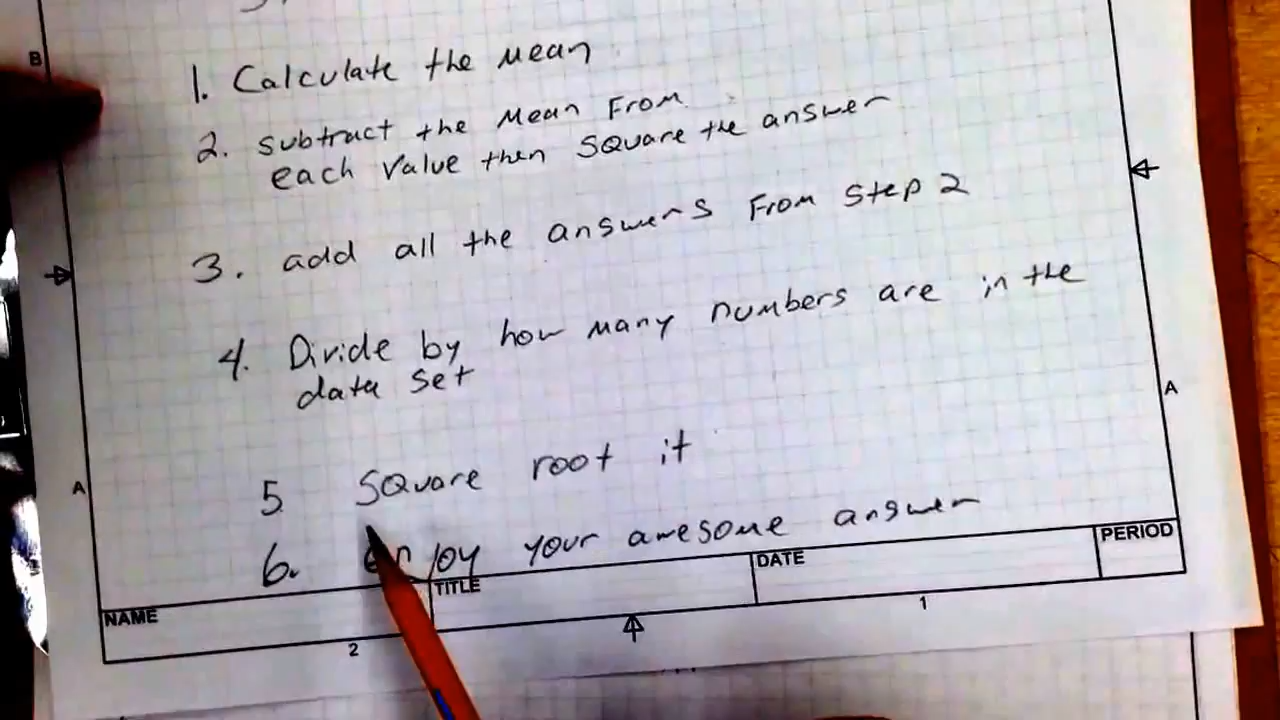 B
1. Calculate the Mean
2. subtract the Mean From
each Value then SQuare the answer
3. add all the answers From Step 2
4. Divide by how many numbers are in the
data set
A
A
5 SQuare root it
6. enjoy your awesome answer
NAME
TITLE
DATE
PERIOD
2
1